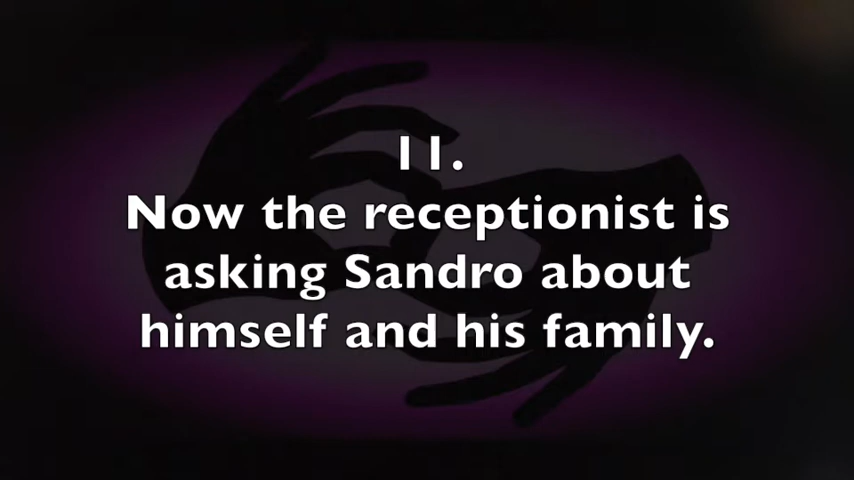 11.
Now the receptionist is
asking Sandro about
himself and his family.